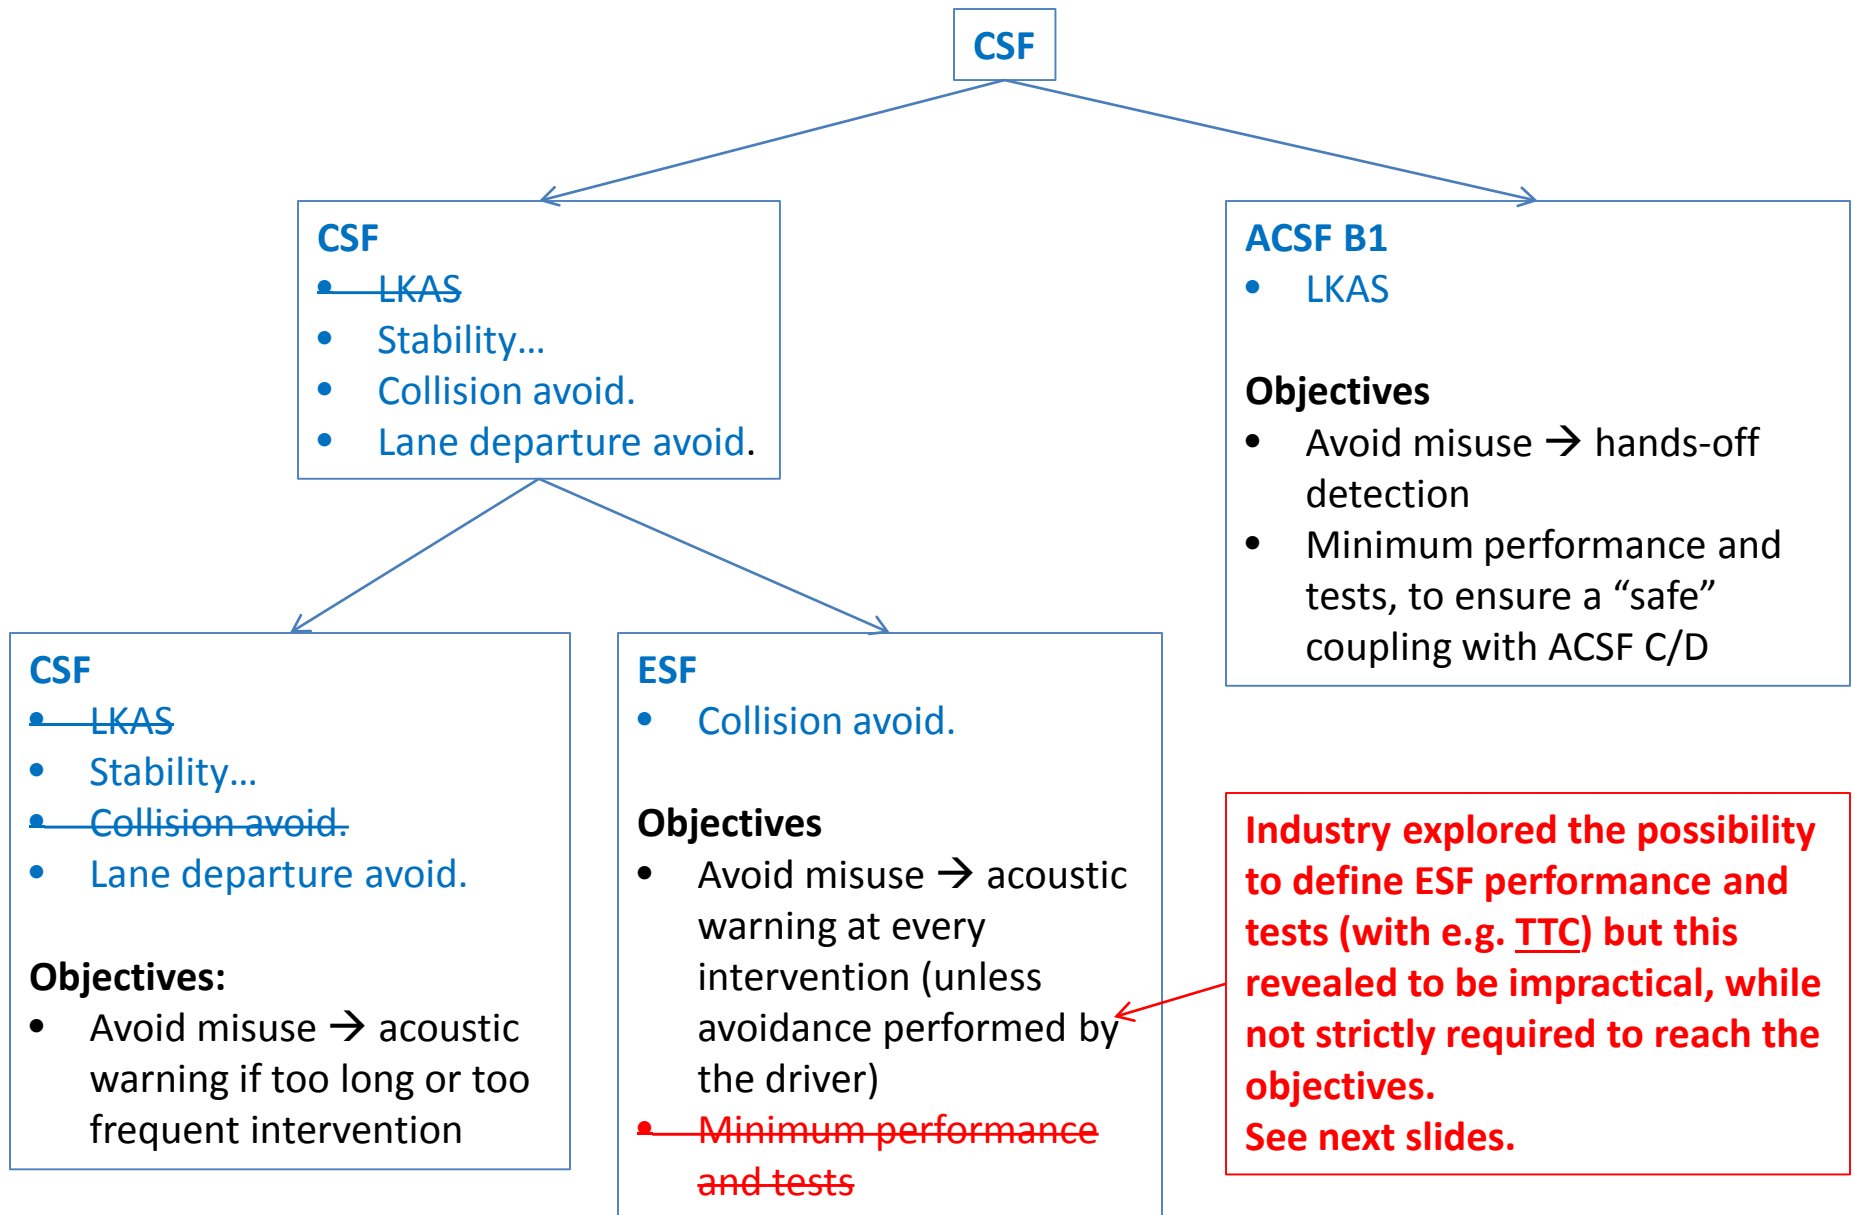 CSF
CSF
• LKAS
• Stability...
• Collision avoid.
• Lane departure avoid.
ACSF B1
• LKAS
Objectives
• Avoid misuse → hands-off
detection
• Minimum performance and
tests, to ensure a “safe”
coupling with ACSF C/D
CSF
• LKAS
• Stability...
• Collision avoid.
• Lane departure avoid.
Objectives:
• Avoid misuse → acoustic
warning if too long or too
frequent intervention
ESF
• Collision avoid.
Objectives
• Avoid misuse → acoustic
warning at every
intervention (unless
avoidance performed by
the driver)
• Minimum performance
and tests
Industry explored the possibility
to define ESF performance and
tests (with e.g. TTC) but this
revealed to be impractical, while
not strictly required to reach the
objectives.
See next slides.